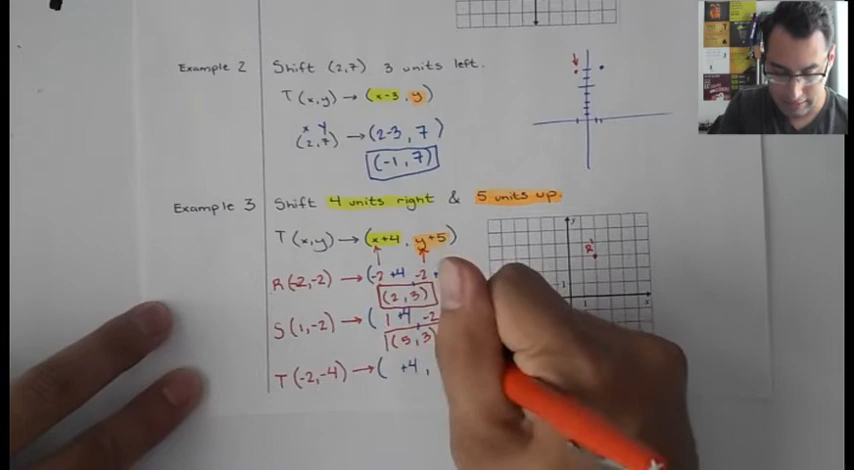 Example 2 Shift (2,7) 3 units left.
T(x,y) → (x-3, y)
x y
(2,7) → (2-3, 7)
(-1, 7)
Example 3 Shift 4 units right & 5 units up.
T(x,y) → (x+4, y+5)
R(-2,-2) → (-2+4, -2+
(2,3)
S(1,-2) → (1+4, -2
(5,3)
T(-2,-4) → ( +4,
y
R'
1
1
x